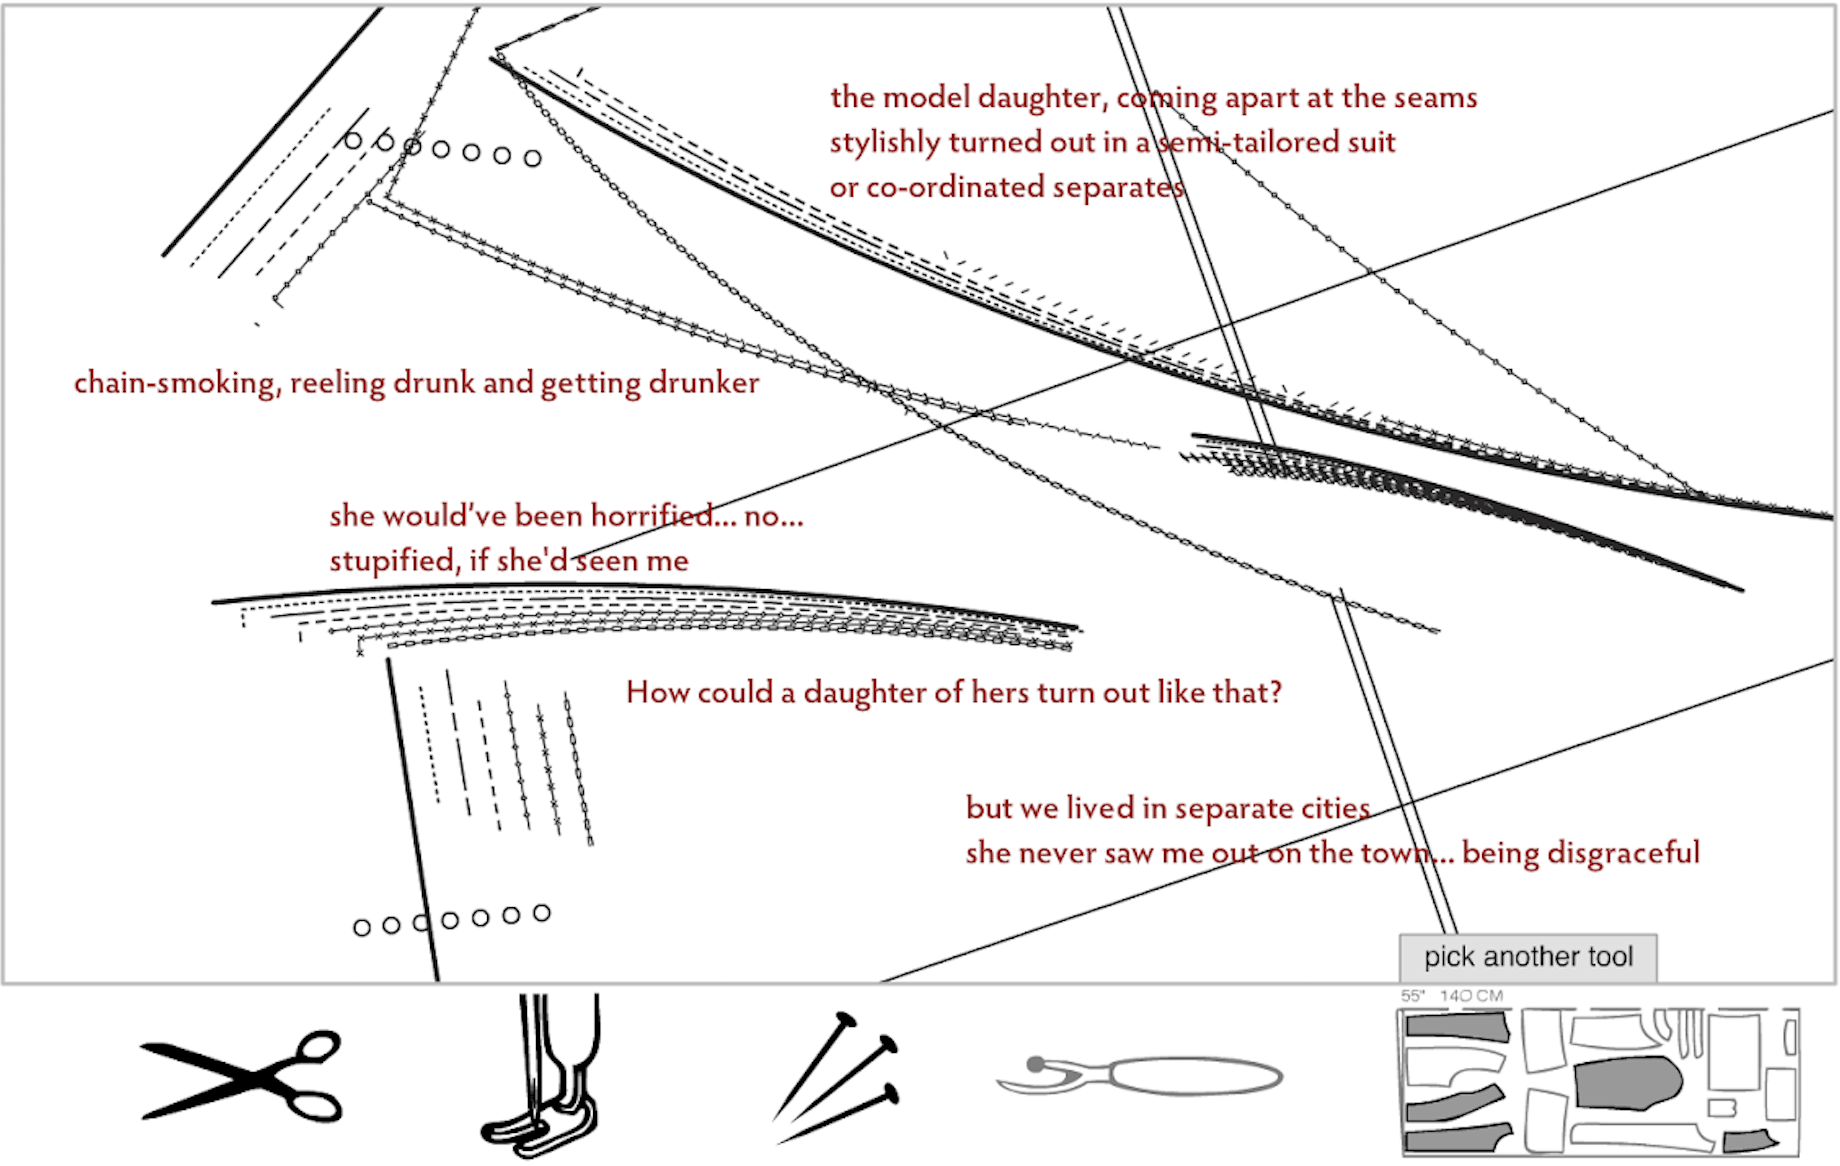 the model daughter, coming apart at the seams
stylishly turned out in a semi-tailored suit
or co-ordinated separates
chain-smoking, reeling drunk and getting drunker
she would've been horrified... no...
stupified, if she'd seen me
How could a daughter of hers turn out like that?
but we lived in separate cities
she never saw me out on the town... being disgraceful
pick another tool
55" 140 CM